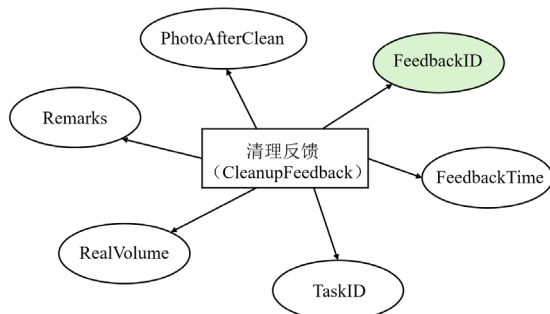 PhotoAfterClean
FeedbackID
Remarks
清理反馈
（CleanupFeedback）
FeedbackTime
RealVolume
TaskID